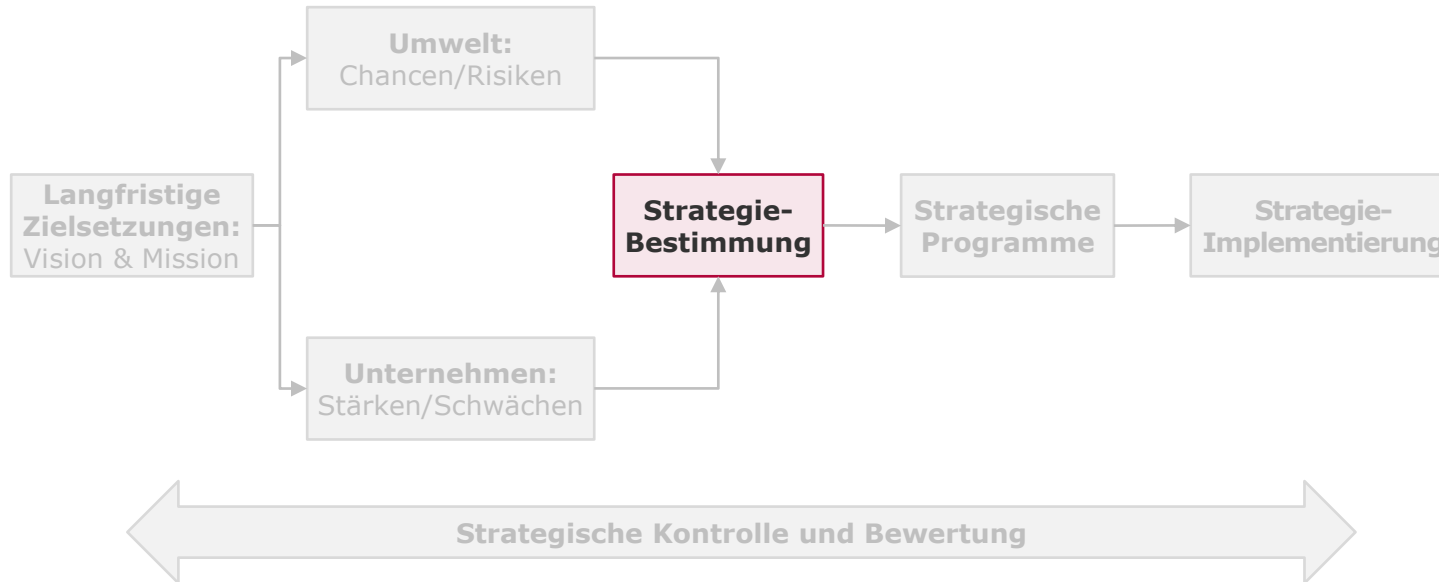 Umwelt:
Chancen/Risiken
Langfristige
Zielsetzungen:
Vision & Mission
Strategie-
Bestimmung
Strategische
Programme
Strategie-
Implementierung
Unternehmen:
Stärken/Schwächen
Strategische Kontrolle und Bewertung